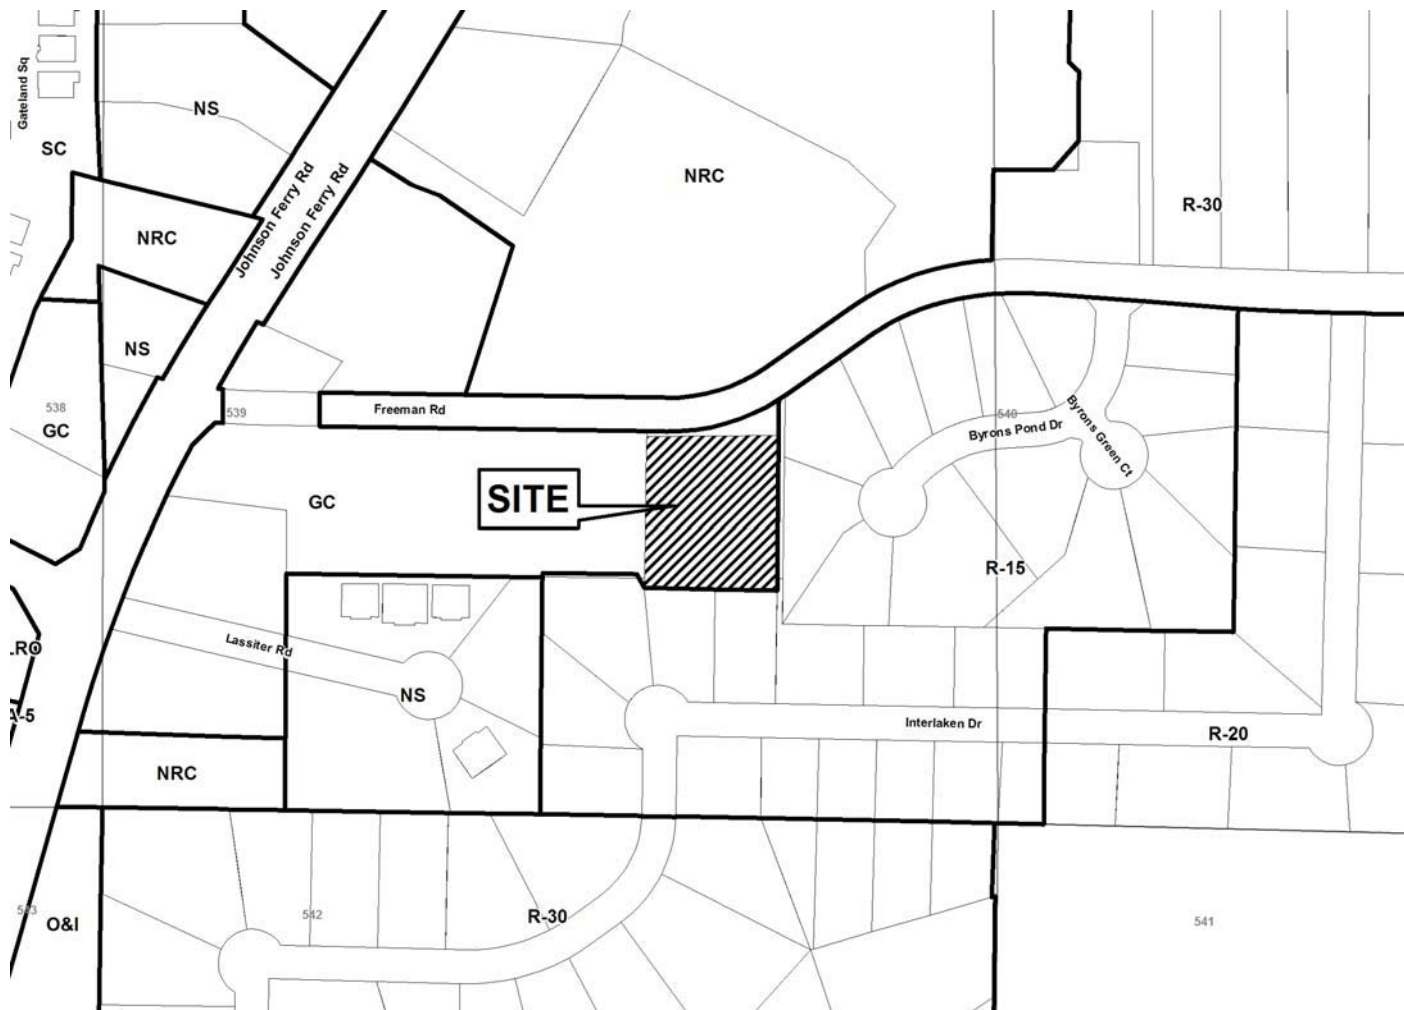 Gateland Sq
NS
SC
NRC
R-30
NRC
Johnson Ferry Rd
Johnson Ferry Rd
NS
538
539
Freeman Rd
540
Byrons Pond Dr
Byrons Green Ct
GC
GC
SITE
R-15
Lassiter Rd
NS
Interlaken Dr
R-20
NRC
542
R-30
541
O&I